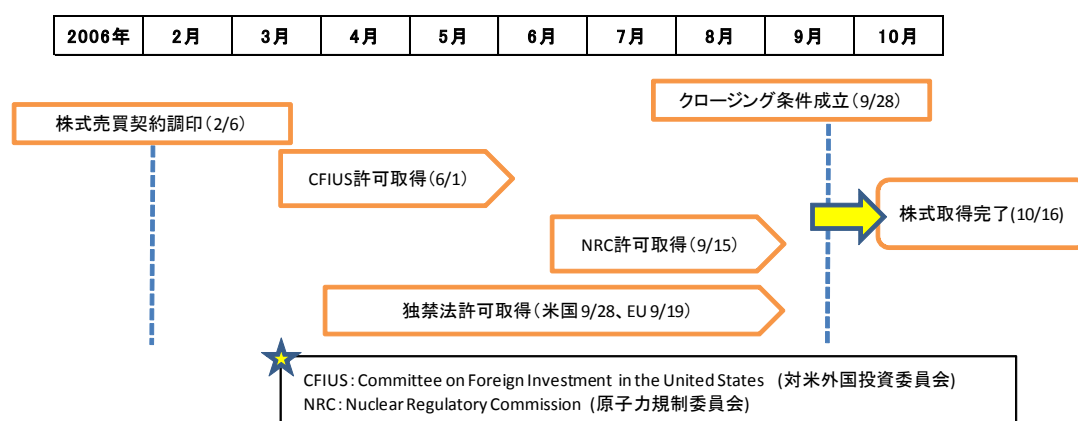 2006年 2月 3月 4月 5月 6月 7月 8月 9月 10月
クロージング条件成立(9/28)
株式売買契約調印(2/6)
CFIUS許可取得(6/1)
株式取得完了(10/16)
NRC許可取得(9/15)
独禁法許可取得(米国9/28、EU 9/19)
CFIUS:Committee on Foreign Investment in the United States (対米外国投資委員会)
NRC:Nuclear Regulatory Commission (原子力規制委員会)